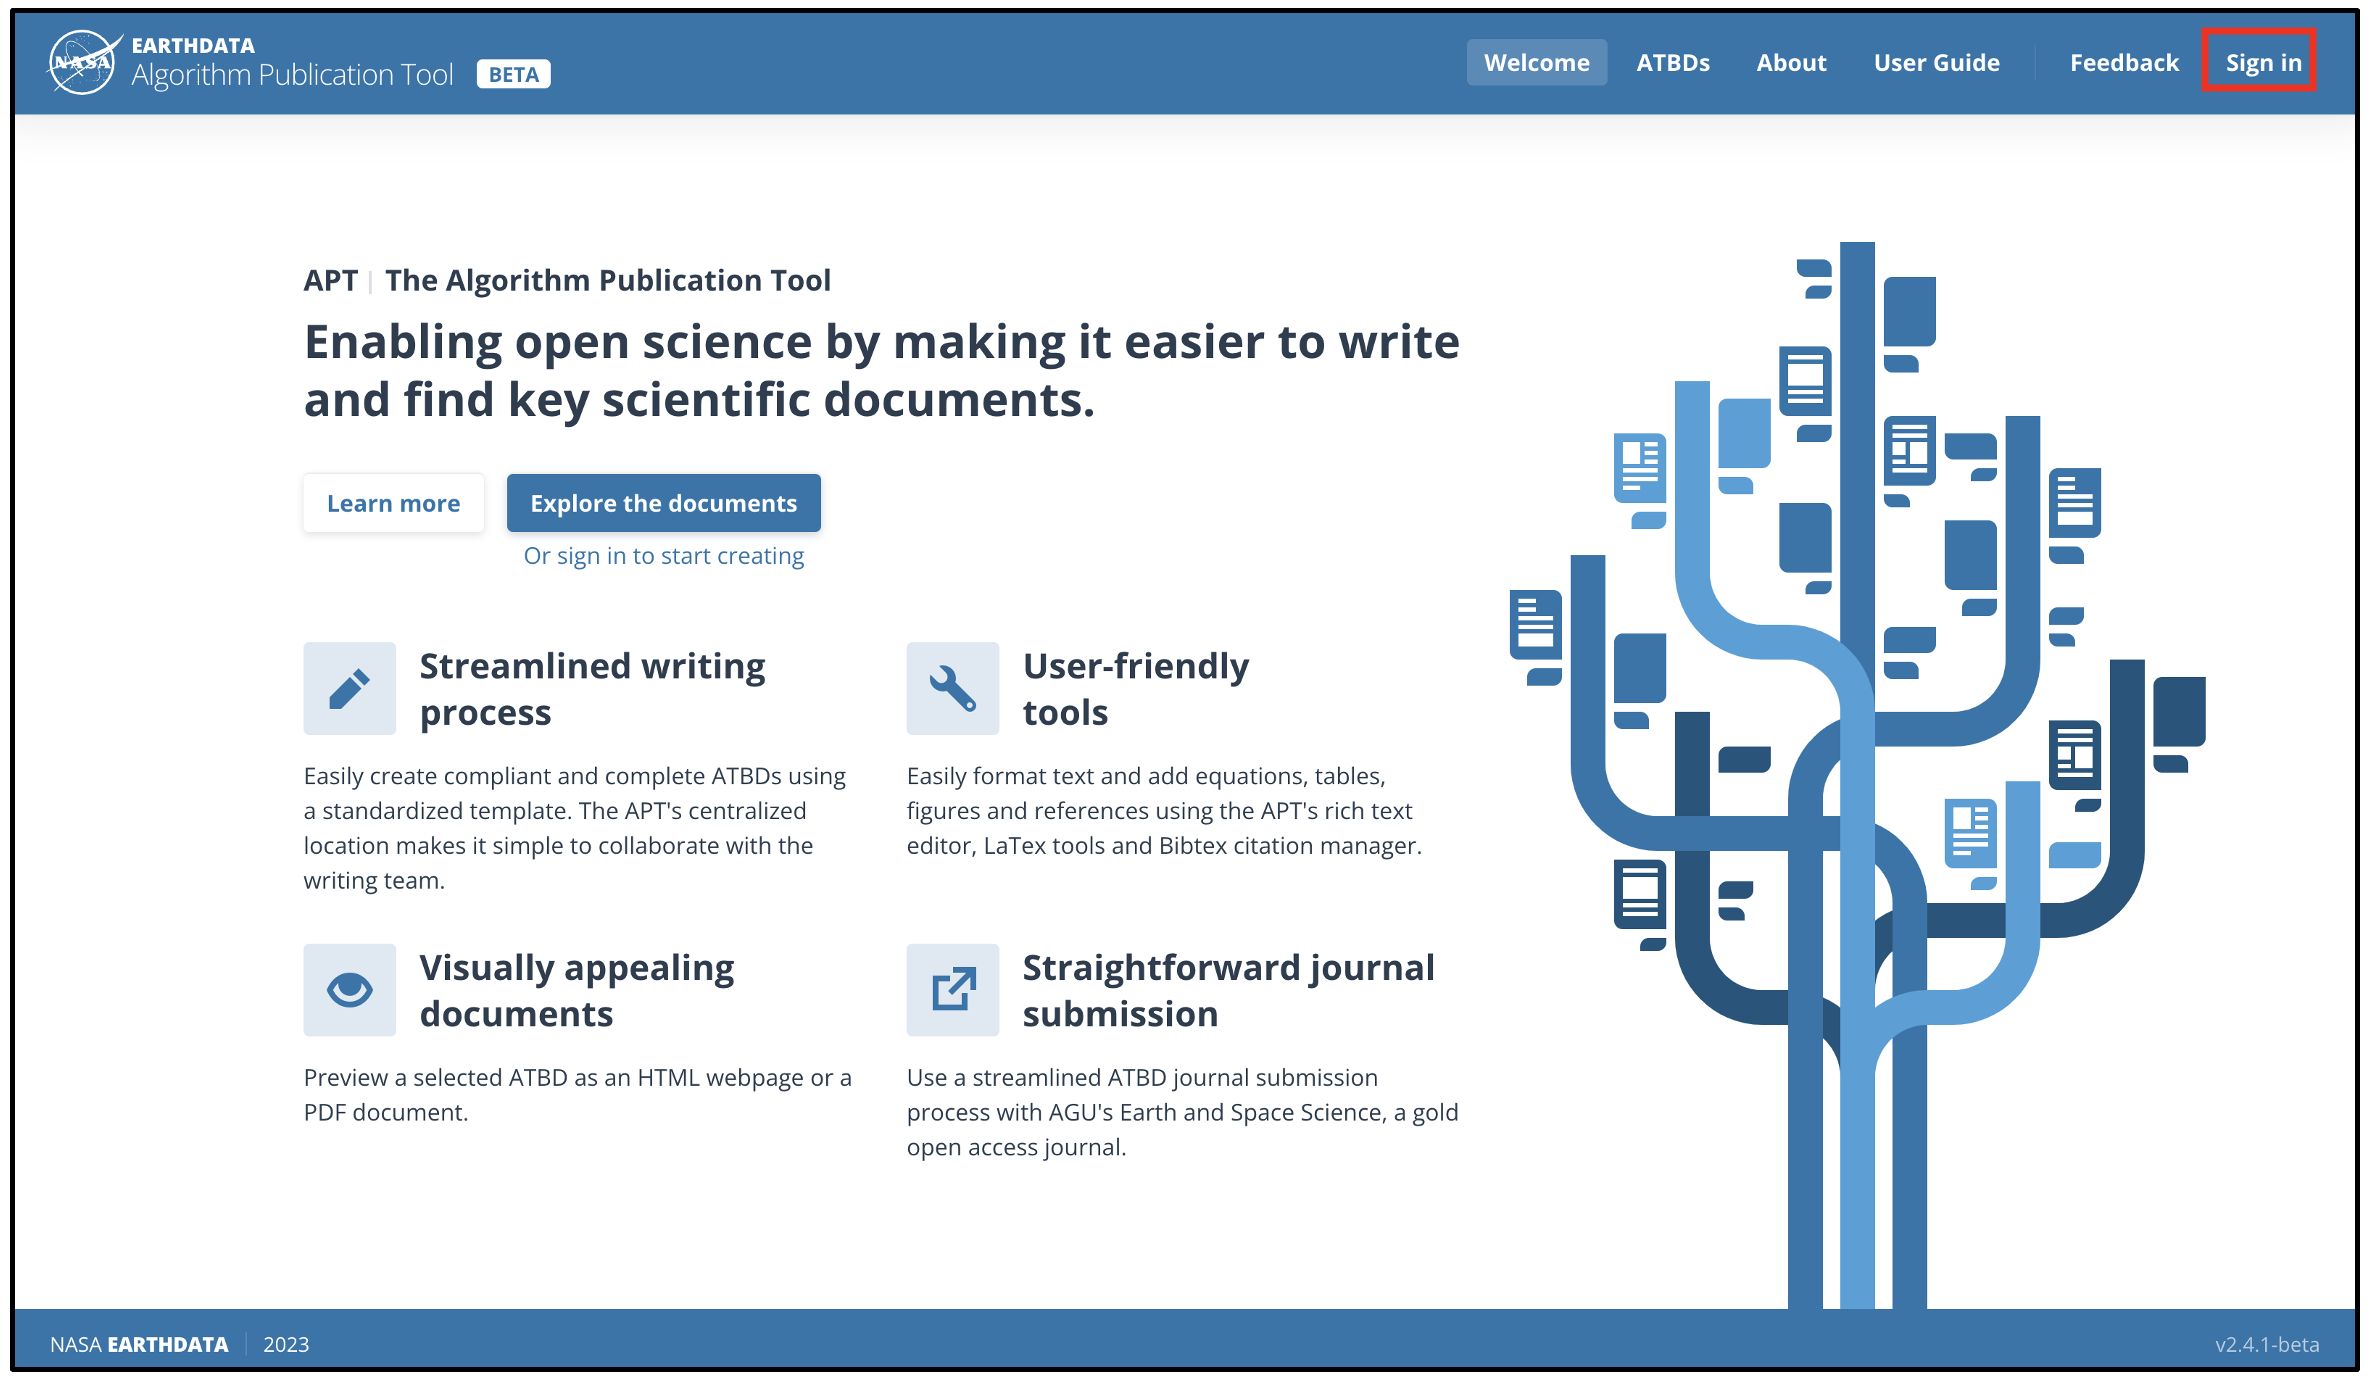 NASA
EARTHDATA
Algorithm Publication Tool
BETA
Welcome
ATBDs
About
User Guide
Feedback
Sign in
APT | The Algorithm Publication Tool
Enabling open science by making it easier to write
and find key scientific documents.
Learn more
Explore the documents
Or sign in to start creating
Streamlined writing
process
Easily create compliant and complete ATBDs using
a standardized template. The APT's centralized
location makes it simple to collaborate with the
writing team.
User-friendly
tools
Easily format text and add equations, tables,
figures and references using the APT's rich text
editor, LaTex tools and Bibtex citation manager.
Visually appealing
documents
Preview a selected ATBD as an HTML webpage or a
PDF document.
Straightforward journal
submission
Use a streamlined ATBD journal submission
process with AGU's Earth and Space Science, a gold
open access journal.
NASA EARTHDATA | 2023
v2.4.1-beta